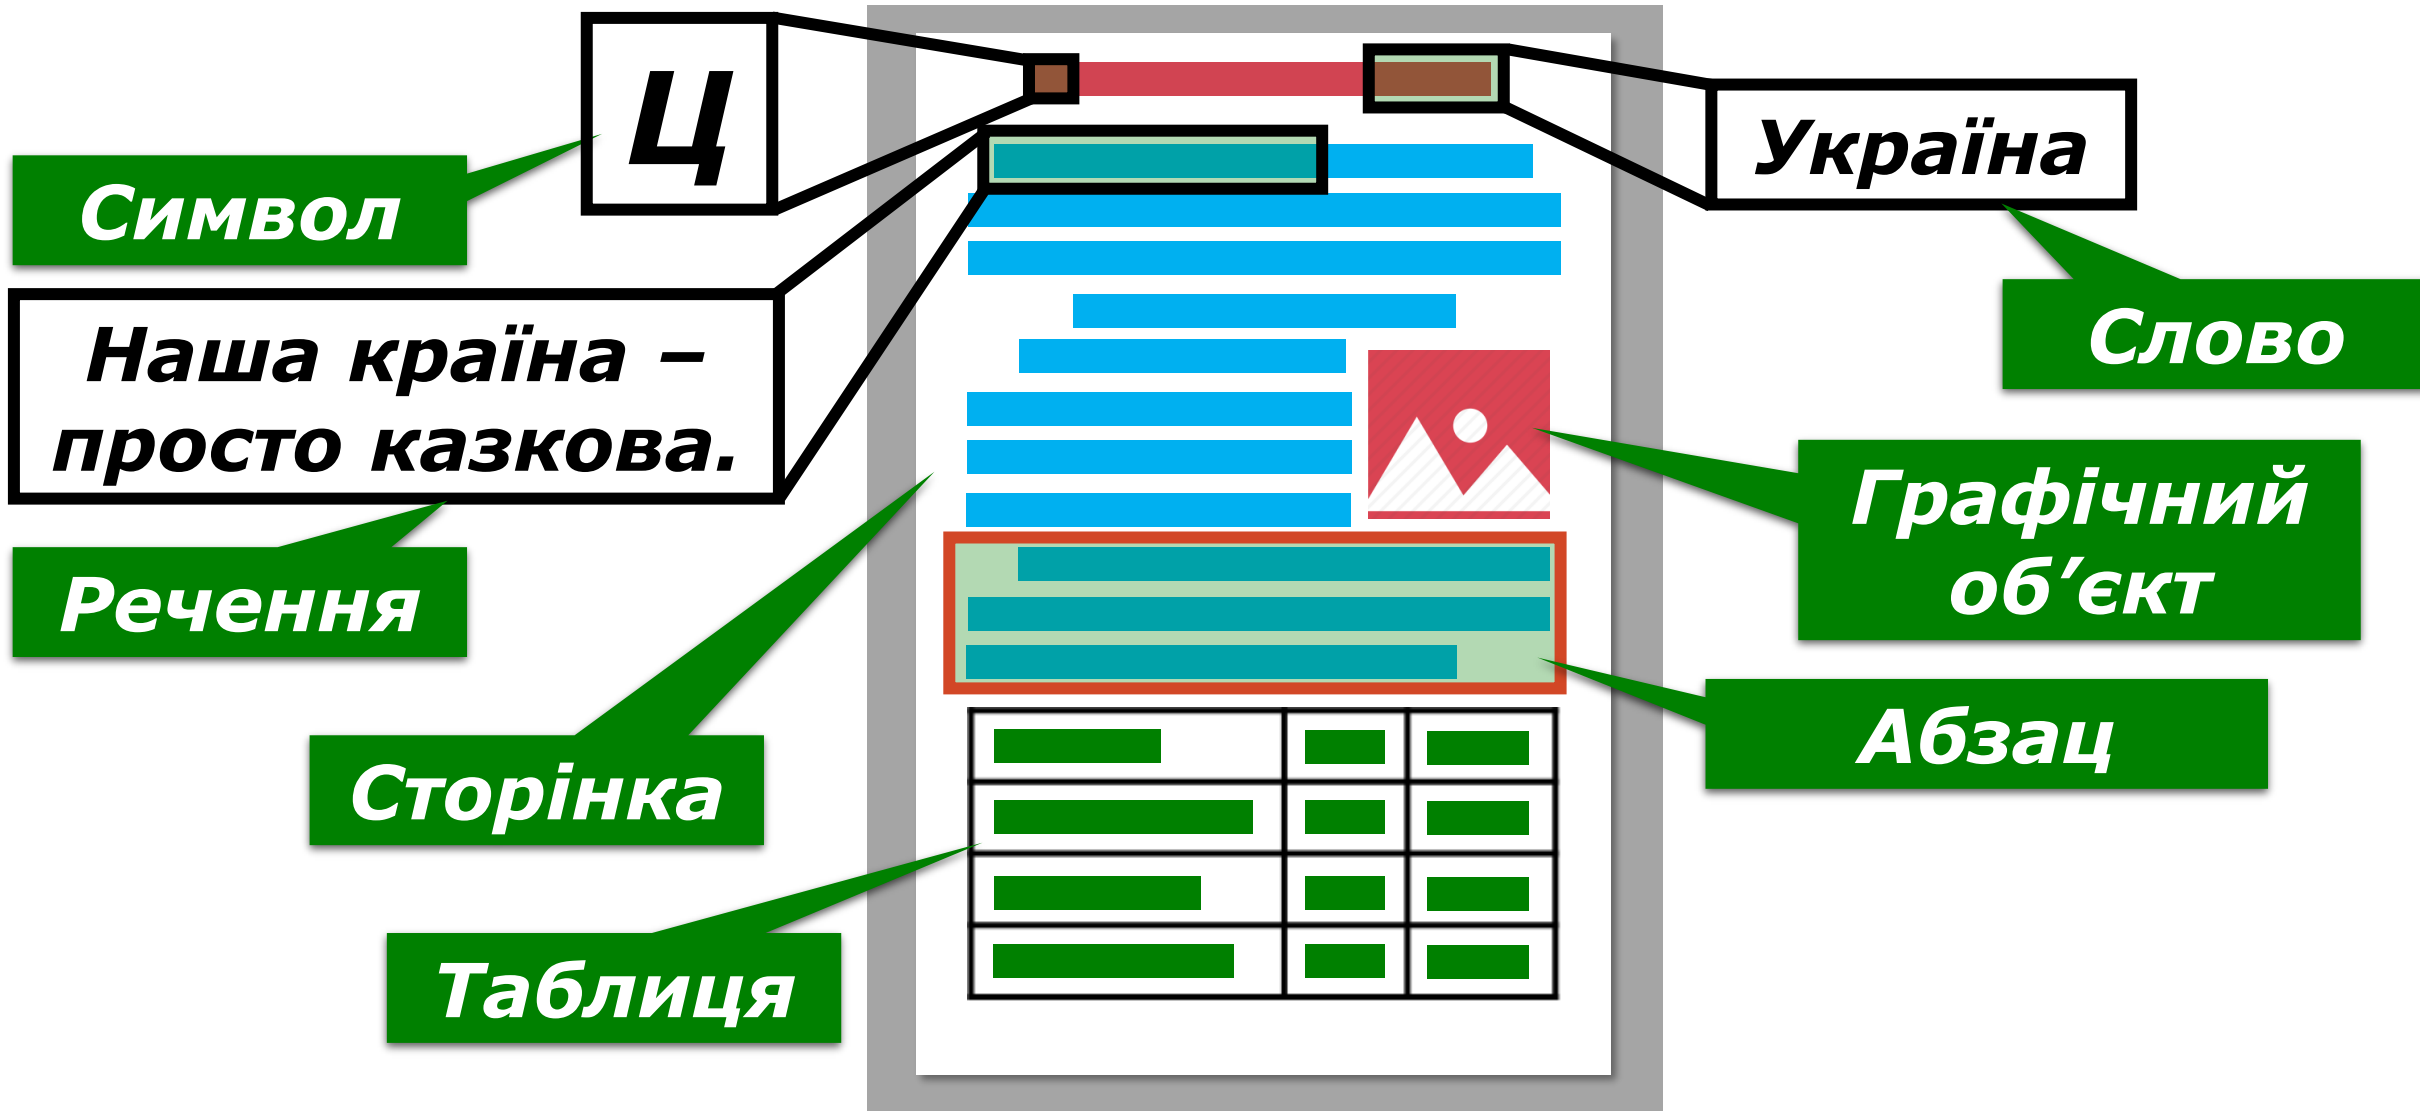 Ц
Україна
Символ
Слово
Наша країна –
просто казкова.
Графічний
об’єкт
Речення
Абзац
Сторінка
Таблиця